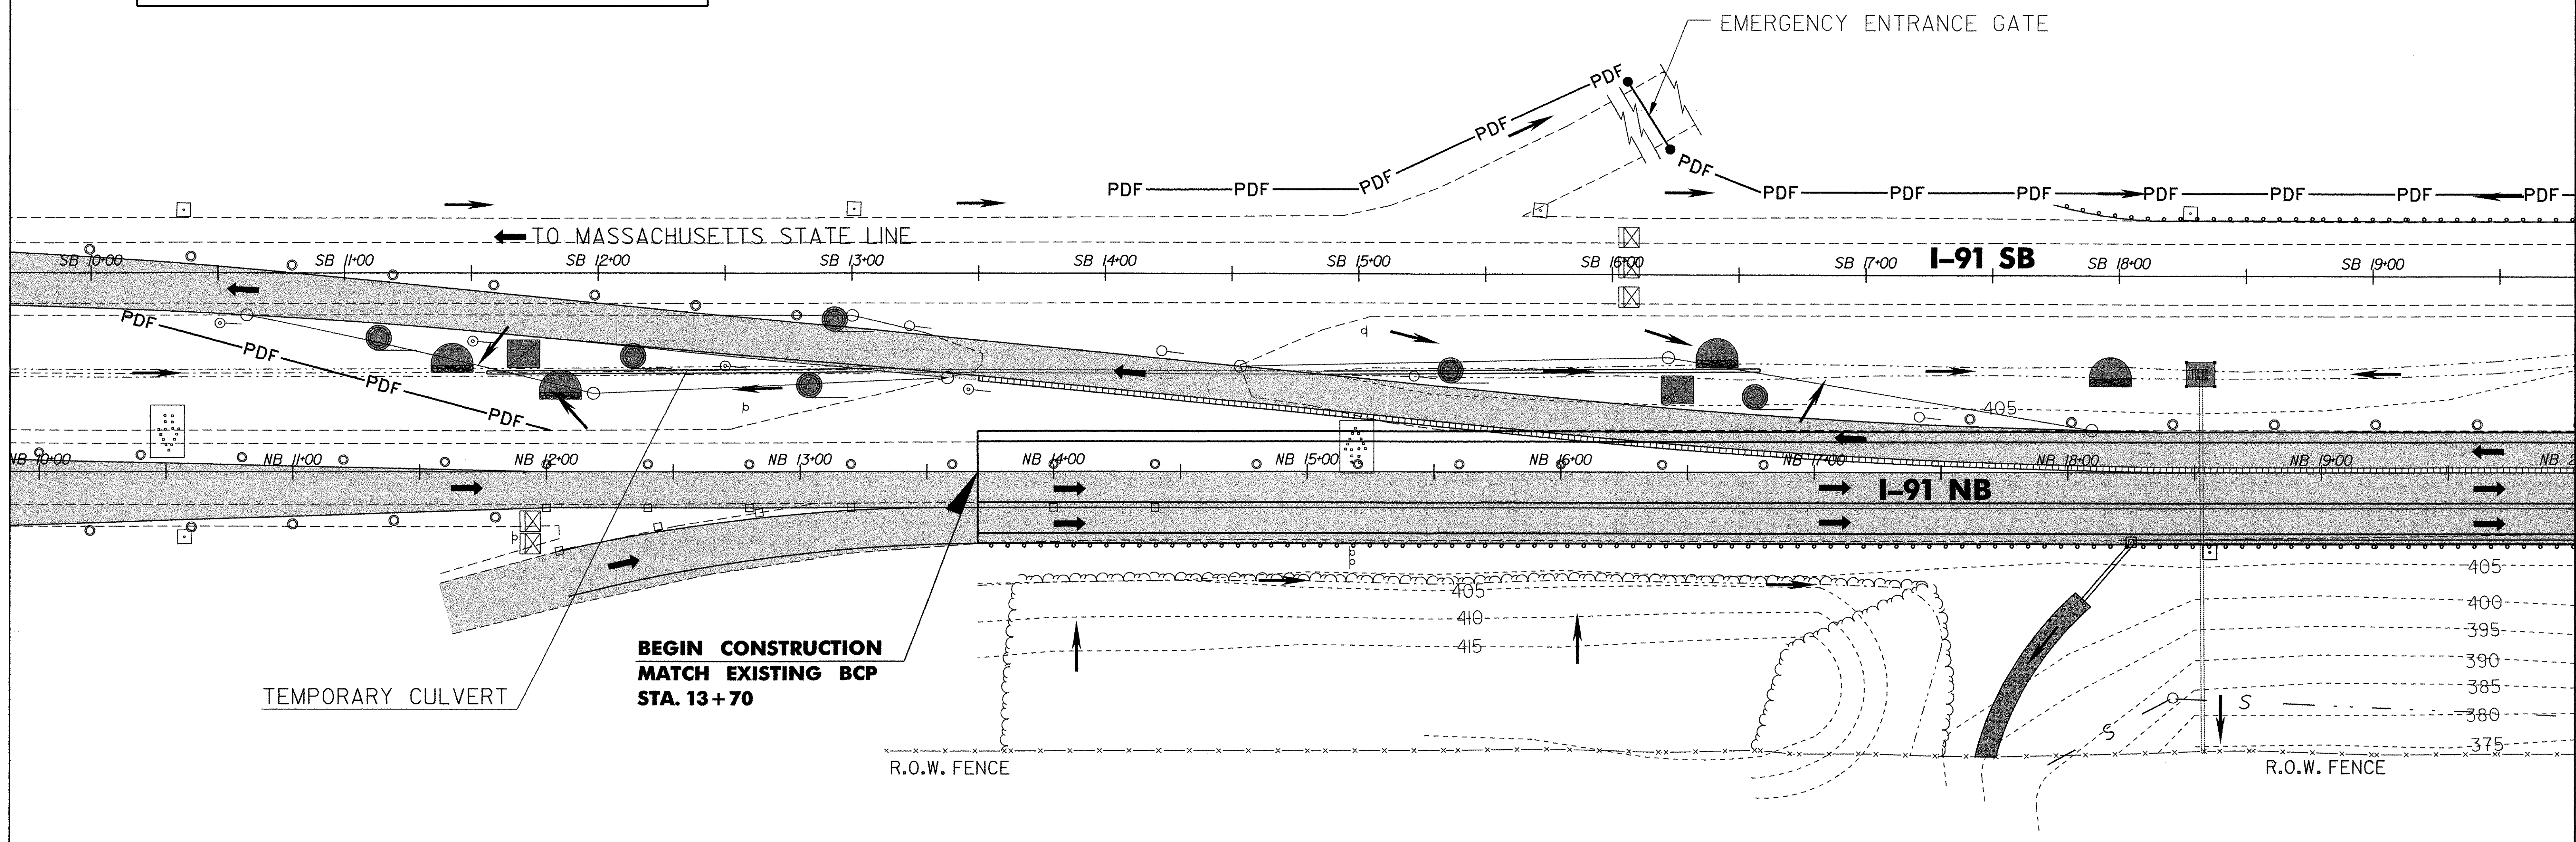 EMERGENCY ENTRANCE GATE
PDF
PDF
PDF PDF PDF
PDF
PDF PDF PDF PDF PDF PDF PDF
TO MASSACHUSETTS STATE LINE
SB 10+00 SB 11+00 SB 12+00 SB 13+00 SB 14+00 SB 15+00 SB 16+00 SB 17+00 SB 18+00 SB 19+00
I-91 SB
PDF
PDF
PDF
PDF
405
NB 10+00 NB 11+00 NB 12+00 NB 13+00 NB 14+00 NB 15+00 NB 16+00 NB 17+00 NB 18+00 NB 19+00 NB 2
I-91 NB
405
410
415
405
400
395
390
385
380
375
S
S
BEGIN CONSTRUCTION
MATCH EXISTING BCP
STA. 13+70
TEMPORARY CULVERT
R.O.W. FENCE
R.O.W. FENCE